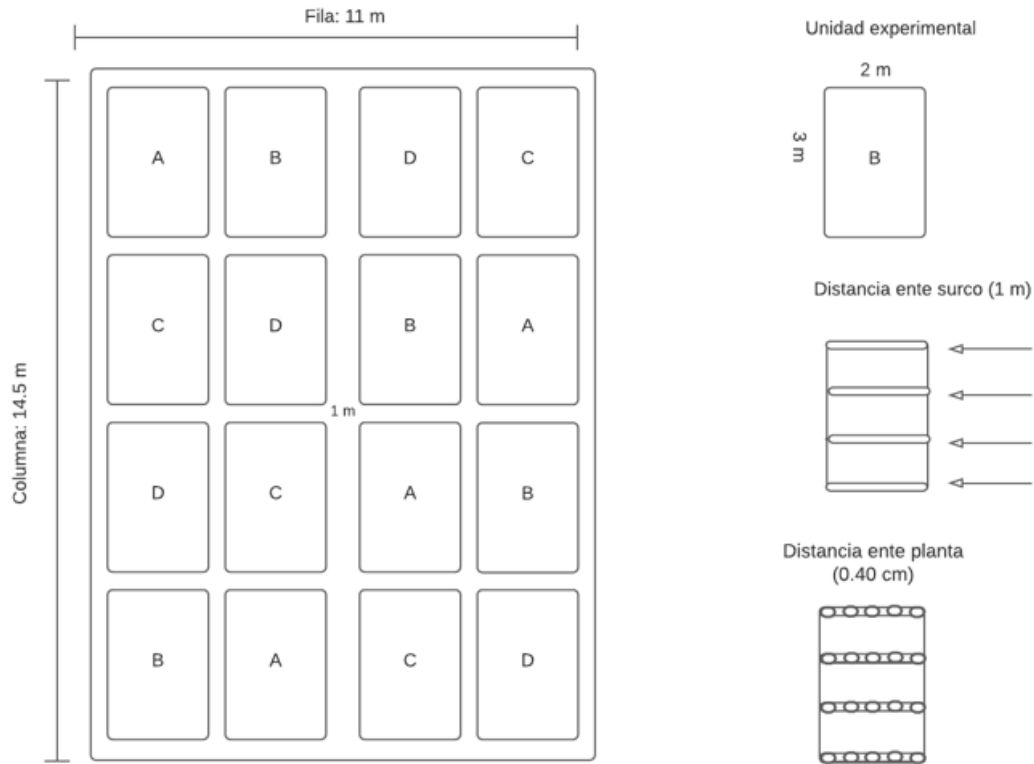 Fila: 11 m
Columna: 14.5 m
A
B
D
C
C
D
B
A
1 m
D
C
A
B
B
A
C
D
Unidad experimental
2 m
3 m
B
Distancia ente surco (1 m)
Distancia ente planta
(0.40 cm)